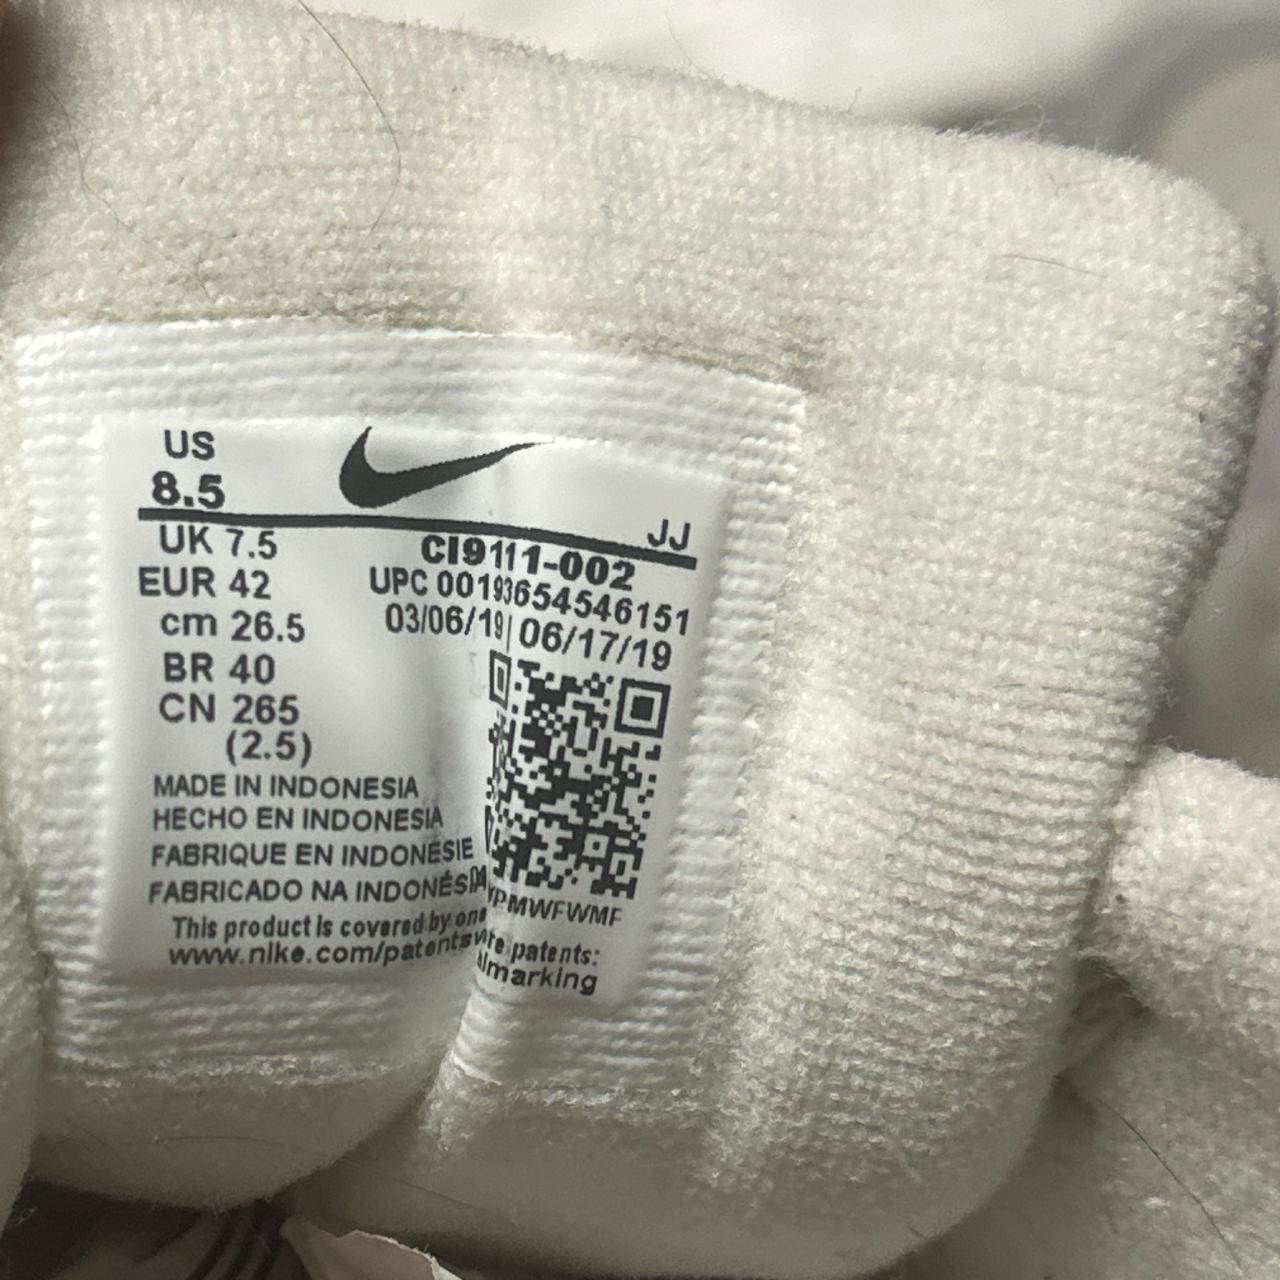 US
8.5
JJ
UK 7.5
CI9111-002
EUR 42
UPC 00193654546151
cm 26.5
03/06/19| 06/17/19
BR 40
CN 265
(2.5)
MADE IN INDONESIA
HECHO EN INDONESIA
FABRIQUE EN INDONÉSIE
FABRICADO NA INDONÉSIA
This product is covered by one
patents:
www.nike.com/patents